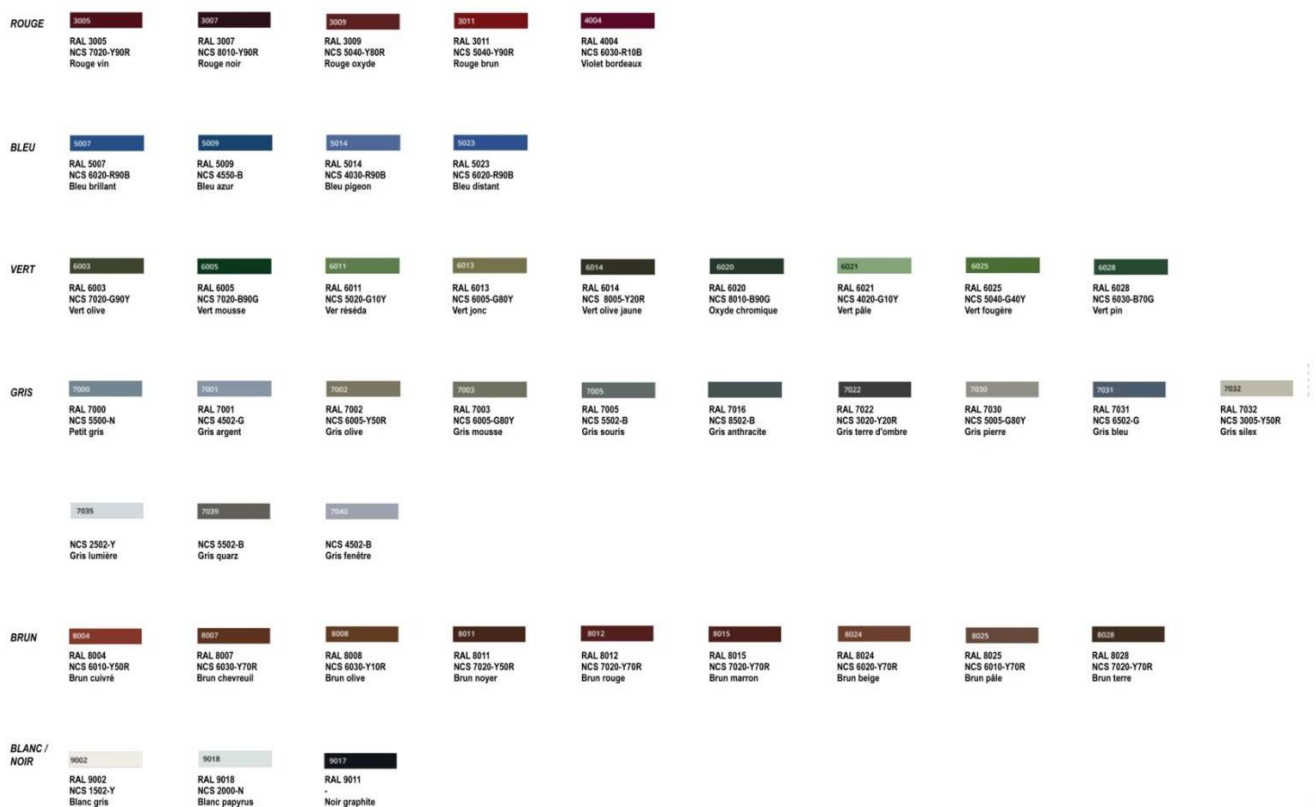 ROUGE
3005 3007 3009 3011 4004
RAL 3005 RAL 3007 RAL 3009 RAL 3011 RAL 4004
NCS 7020-Y90R NCS 8010-Y90R NCS 5040-Y80R NCS 5040-Y90R NCS 6030-R10B
Rouge vin Rouge noir Rouge oxyde Rouge brun Violet bordeaux
BLEU
5007 5009 5014 5023
RAL 5007 RAL 5009 RAL 5014 RAL 5023
NCS 6020-R90B NCS 4550-B NCS 4030-R90B NCS 6020-R90B
Bleu brillant Bleu azur Bleu pigeon Bleu distant
VERT
6003 6005 6011 6013 6014 6020 6021 6025 6028
RAL 6003 RAL 6005 RAL 6011 RAL 6013 RAL 6014 RAL 6020 RAL 6021 RAL 6025 RAL 6028
NCS 7020-G90Y NCS 7020-B90G NCS 5020-G10Y NCS 6005-G80Y NCS 8005-Y20R NCS 8010-B90G NCS 4020-G10Y NCS 5040-G40Y NCS 6030-B70G
Vert olive Vert mousse Ver réséda Vert jonc Vert olive jaune Oxyde chromique Vert pâle Vert fougère Vert pin
GRIS
7000 7001 7002 7003 7005 7022 7030 7031 7032
RAL 7000 RAL 7001 RAL 7002 RAL 7003 RAL 7005 RAL 7016 RAL 7022 RAL 7030 RAL 7031 RAL 7032
NCS 5500-N NCS 4502-G NCS 6005-Y50R NCS 6005-G80Y NCS 5502-B NCS 8502-B NCS 3020-Y20R NCS 5005-G80Y NCS 6502-G NCS 3005-Y50R
Petit gris Gris argent Gris olive Gris mousse Gris souris Gris anthracite Gris terre d'ombre Gris pierre Gris bleu Gris silex
7035 7039 7040
NCS 2502-Y NCS 5502-B NCS 4502-B
Gris lumière Gris quarz Gris fenêtre
BRUN
8004 8007 8008 8011 8012 8015 8024 8025 8028
RAL 8004 RAL 8007 RAL 8008 RAL 8011 RAL 8012 RAL 8015 RAL 8024 RAL 8025 RAL 8028
NCS 6010-Y50R NCS 6030-Y70R NCS 6030-Y10R NCS 7020-Y50R NCS 7020-Y70R NCS 7020-Y70R NCS 6020-Y70R NCS 6010-Y70R NCS 7020-Y70R
Brun cuivré Brun chevreuil Brun olive Brun noyer Brun rouge Brun marron Brun beige Brun pâle Brun terre
BLANC /
NOIR
9002 9018 9017
RAL 9002 RAL 9018 RAL 9011
NCS 1502-Y NCS 2000-N -
Blanc gris Blanc papyrus Noir graphite